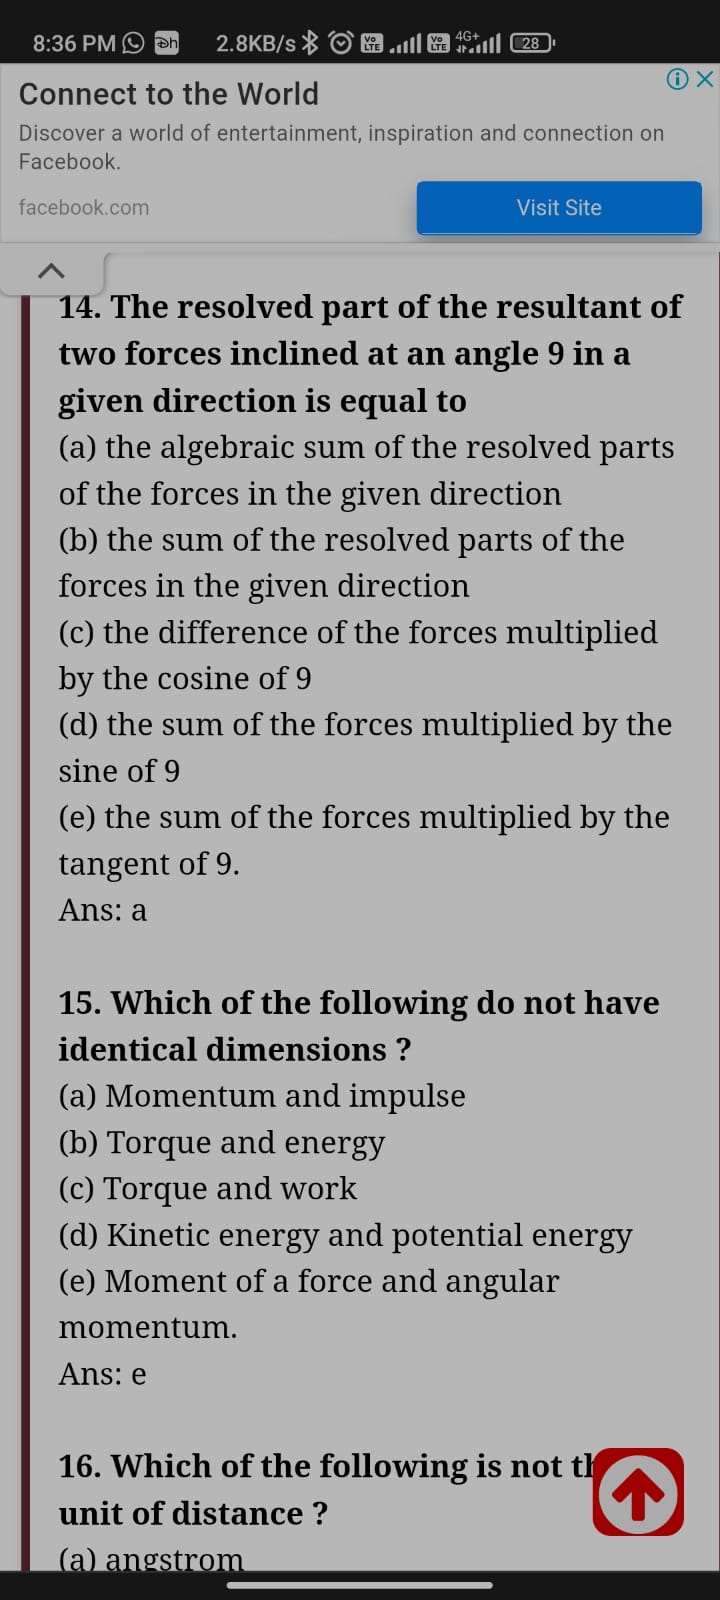 8:36 PM 2.8KB/s Vo LTE Vo LTE 4G+ 28
Connect to the World
Discover a world of entertainment, inspiration and connection on
Facebook.
facebook.com
Visit Site
14. The resolved part of the resultant of
two forces inclined at an angle 9 in a
given direction is equal to
(a) the algebraic sum of the resolved parts
of the forces in the given direction
(b) the sum of the resolved parts of the
forces in the given direction
(c) the difference of the forces multiplied
by the cosine of 9
(d) the sum of the forces multiplied by the
sine of 9
(e) the sum of the forces multiplied by the
tangent of 9.
Ans: a
15. Which of the following do not have
identical dimensions ?
(a) Momentum and impulse
(b) Torque and energy
(c) Torque and work
(d) Kinetic energy and potential energy
(e) Moment of a force and angular
momentum.
Ans: e
16. Which of the following is not
unit of distance ?
(a) angstrom